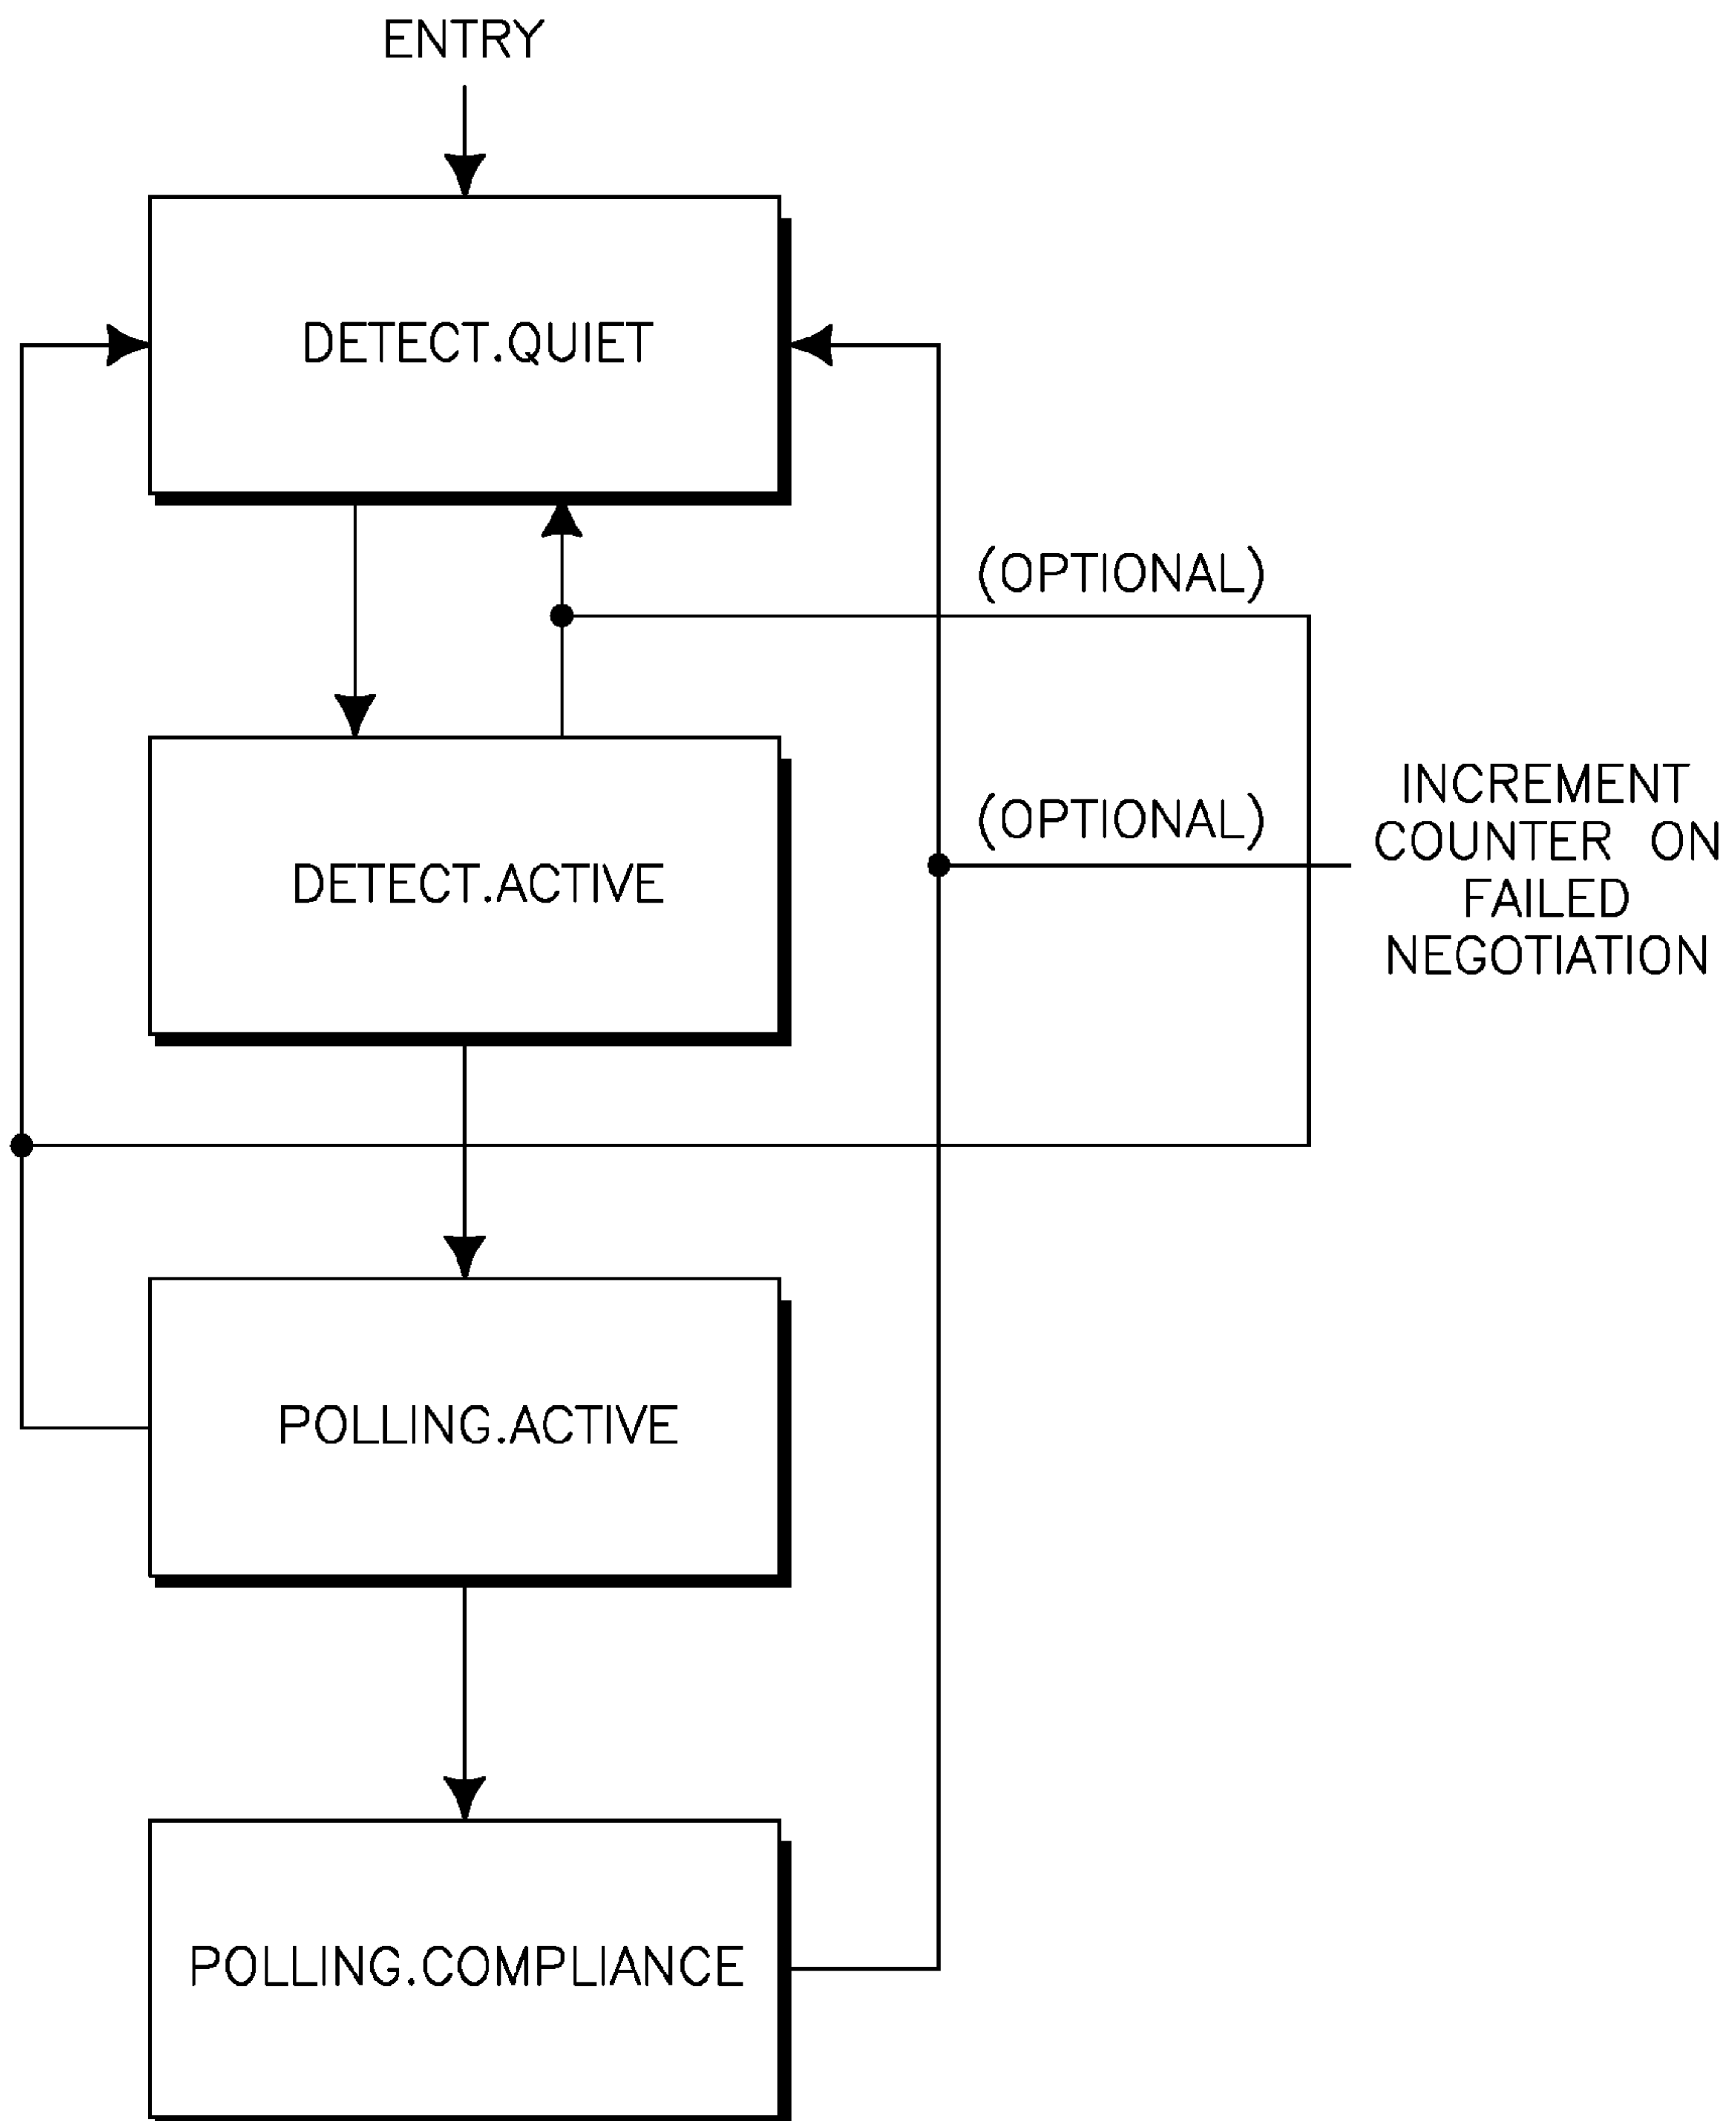 ENTRY
DETECT.QUIET
(OPTIONAL)
(OPTIONAL)
INCREMENT
COUNTER ON
FAILED
NEGOTIATION
DETECT.ACTIVE
POLLING.ACTIVE
POLLING.COMPLIANCE